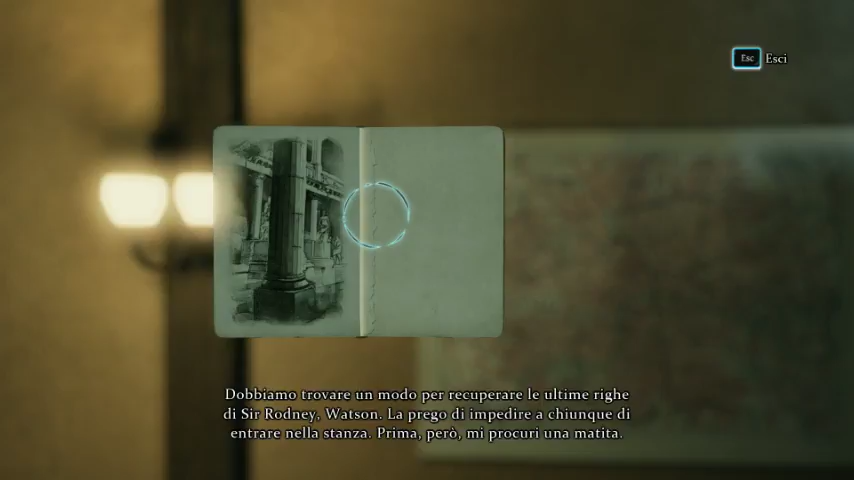 Esc Esci
Dobbiamo trovare un modo per recuperare le ultime righe
di Sir Rodney, Watson. La prego di impedire a chiunque di
entrare nella stanza. Prima, però, mi procuri una matita.